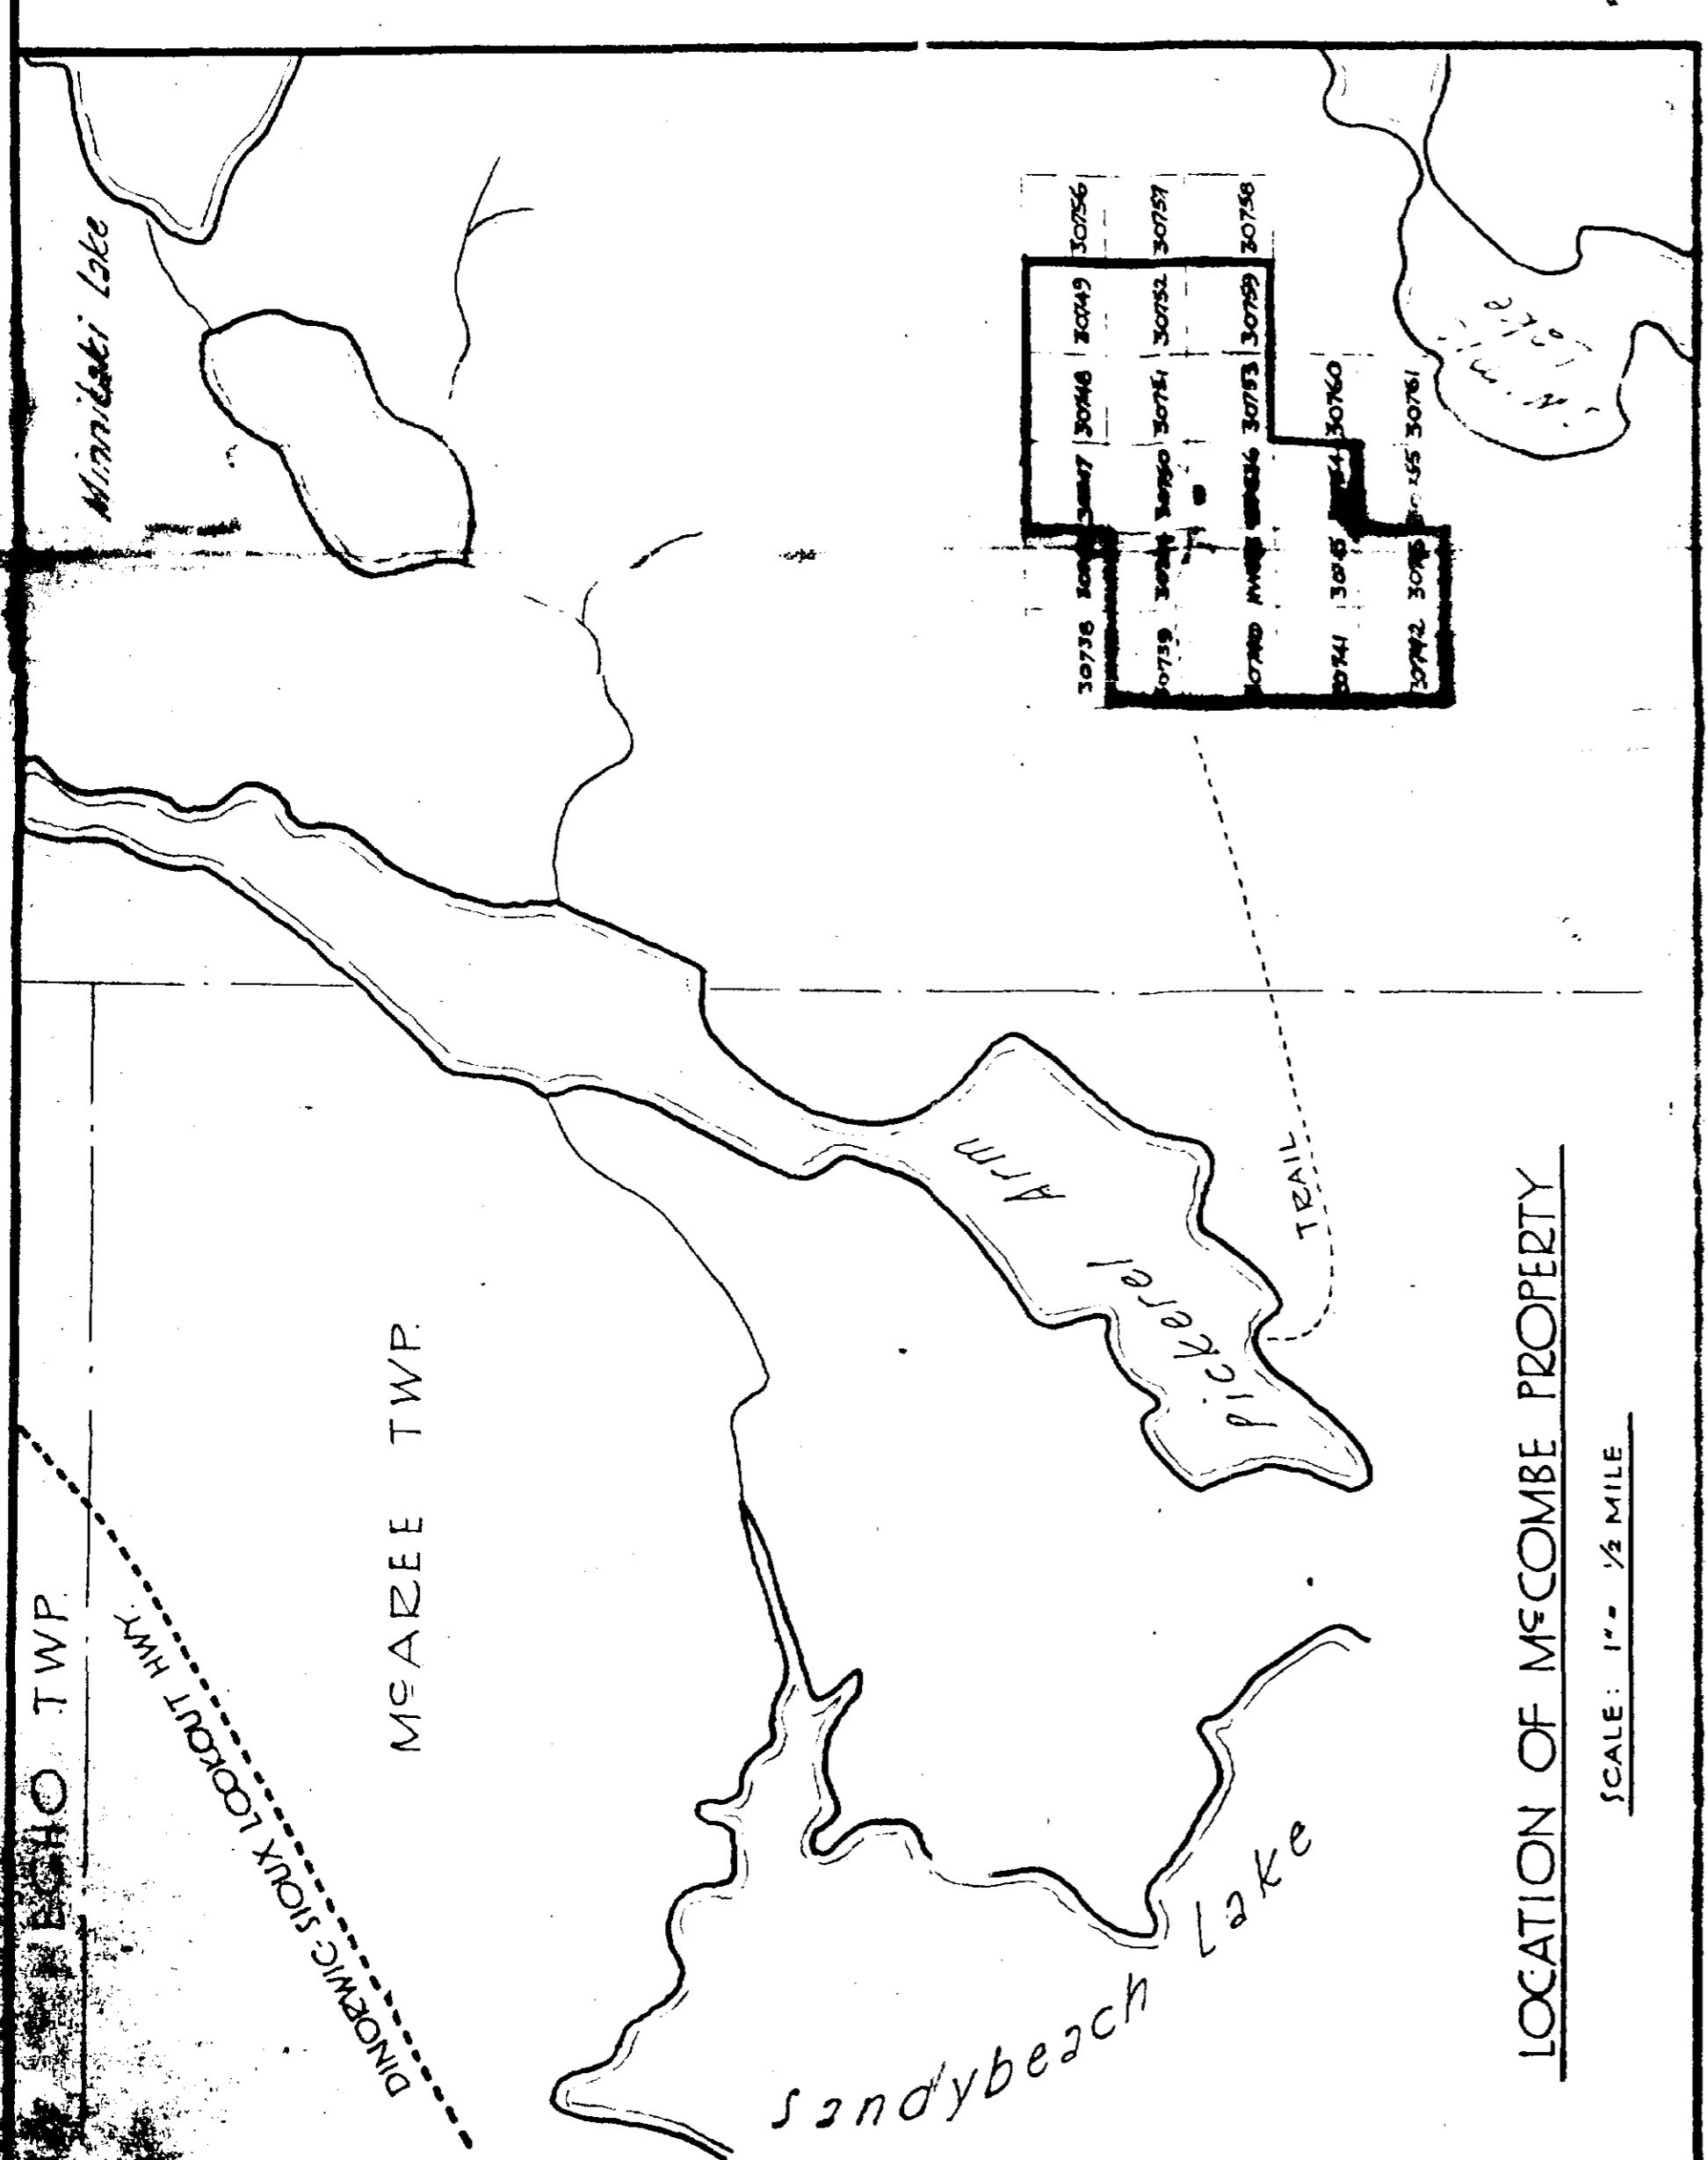 ECHO TWP.
DINORWIC-SIOUX LOOKOUT HWY.
Minnitaki Lake
McAREE TWP.
Sandybeach Lake
Pickerel Arm
TRAIL
Lake
30738
30756
30749
30748
30739
30750 30751 30752 30757
30753 30759 30758
30741
30760
30742
30761
LOCATION OF McCOMBE PROPERTY
SCALE: 1"= 1/2 MILE